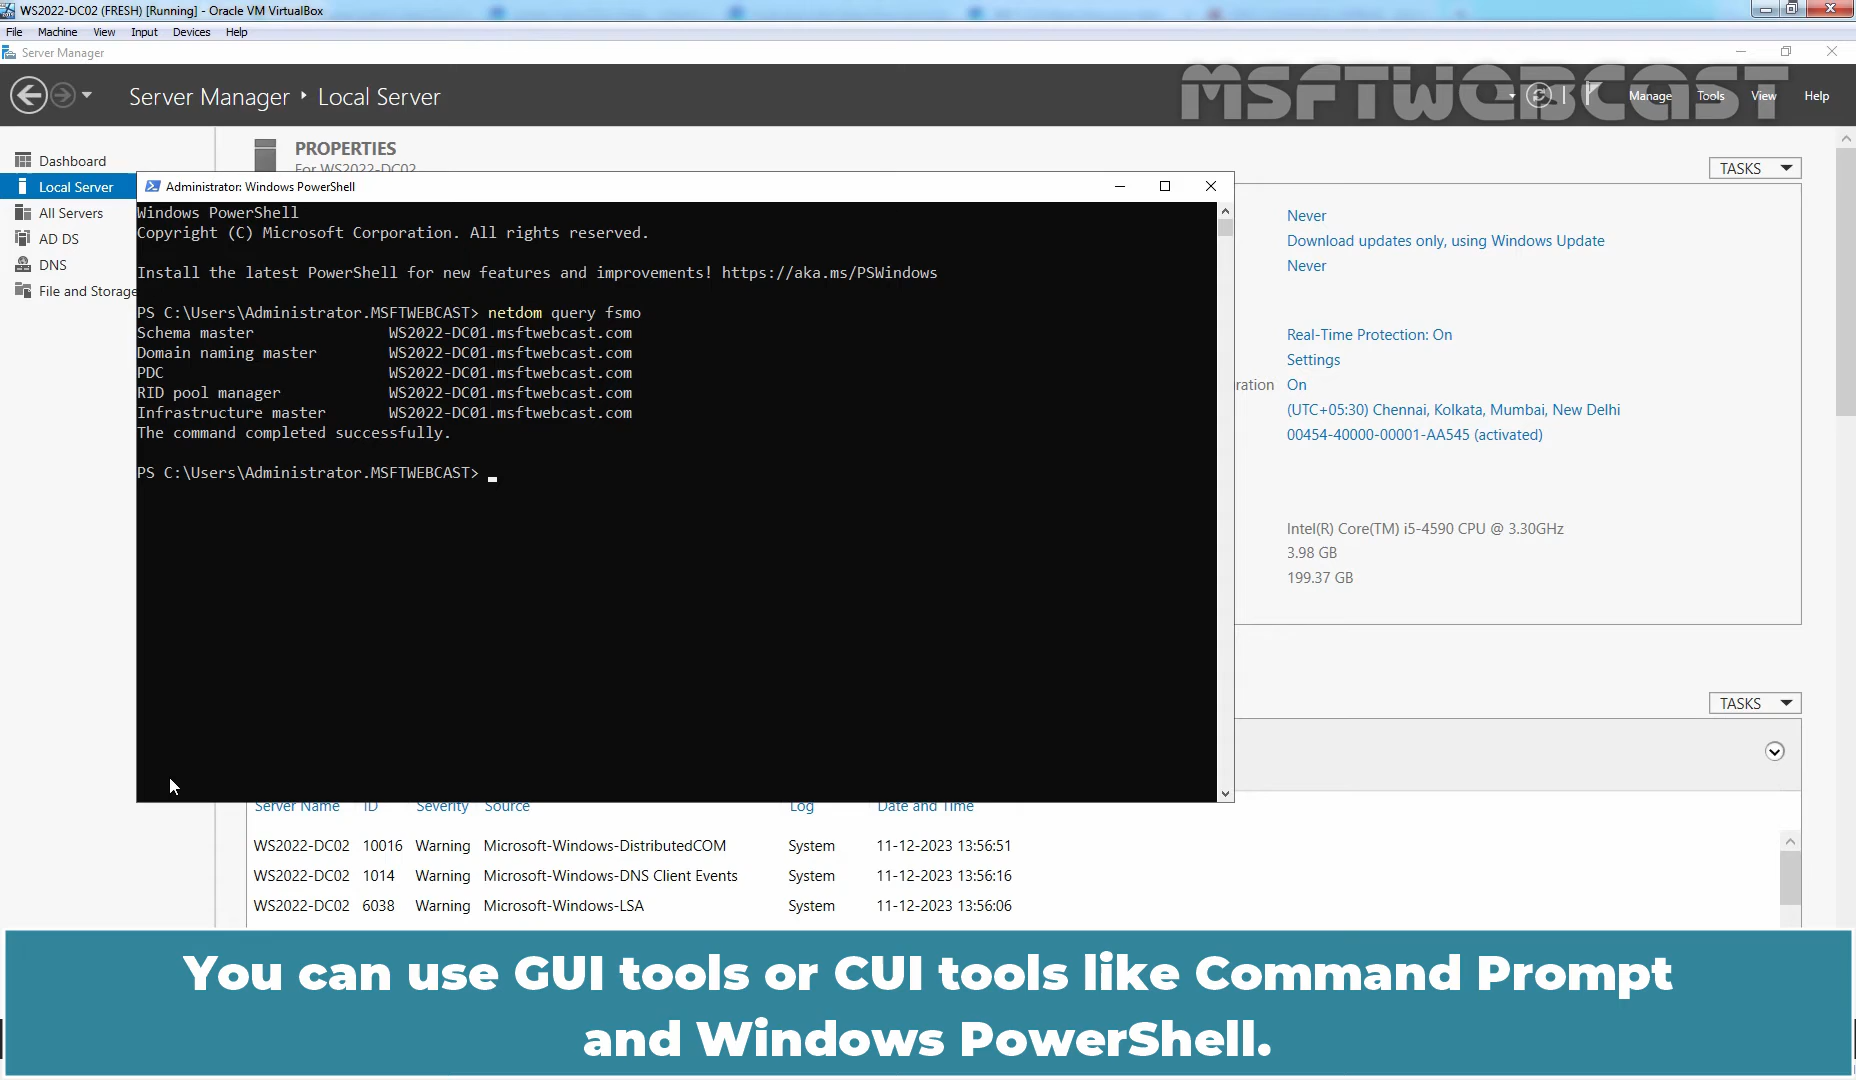 WS2022-DC02 (FRESH) [Running] - Oracle VM VirtualBox
File Machine View Input Devices Help
Server Manager
Server Manager ‣ Local Server
MSFTWEBCAST
Manage Tools View Help
Dashboard
Local Server
All Servers
AD DS
DNS
File and Storage
PROPERTIES
For WS2022-DC02
TASKS
Administrator: Windows PowerShell
Windows PowerShell
Copyright (C) Microsoft Corporation. All rights reserved.
Install the latest PowerShell for new features and improvements! https://aka.ms/PSWindows
PS C:\Users\Administrator.MSFTWEBCAST> netdom query fsmo
Schema master WS2022-DC01.msftwebcast.com
Domain naming master WS2022-DC01.msftwebcast.com
PDC WS2022-DC01.msftwebcast.com
RID pool manager WS2022-DC01.msftwebcast.com
Infrastructure master WS2022-DC01.msftwebcast.com
The command completed successfully.
PS C:\Users\Administrator.MSFTWEBCAST>
Never
Download updates only, using Windows Update
Never
Real-Time Protection: On
Settings
ration On
(UTC+05:30) Chennai, Kolkata, Mumbai, New Delhi
00454-40000-00001-AA545 (activated)
Intel(R) Core(TM) i5-4590 CPU @ 3.30GHz
3.98 GB
199.37 GB
TASKS
Server Name ID Severity Source Log Date and Time
WS2022-DC02 10016 Warning Microsoft-Windows-DistributedCOM System 11-12-2023 13:56:51
WS2022-DC02 1014 Warning Microsoft-Windows-DNS Client Events System 11-12-2023 13:56:16
WS2022-DC02 6038 Warning Microsoft-Windows-LSA System 11-12-2023 13:56:06
You can use GUI tools or CUI tools like Command Prompt
and Windows PowerShell.